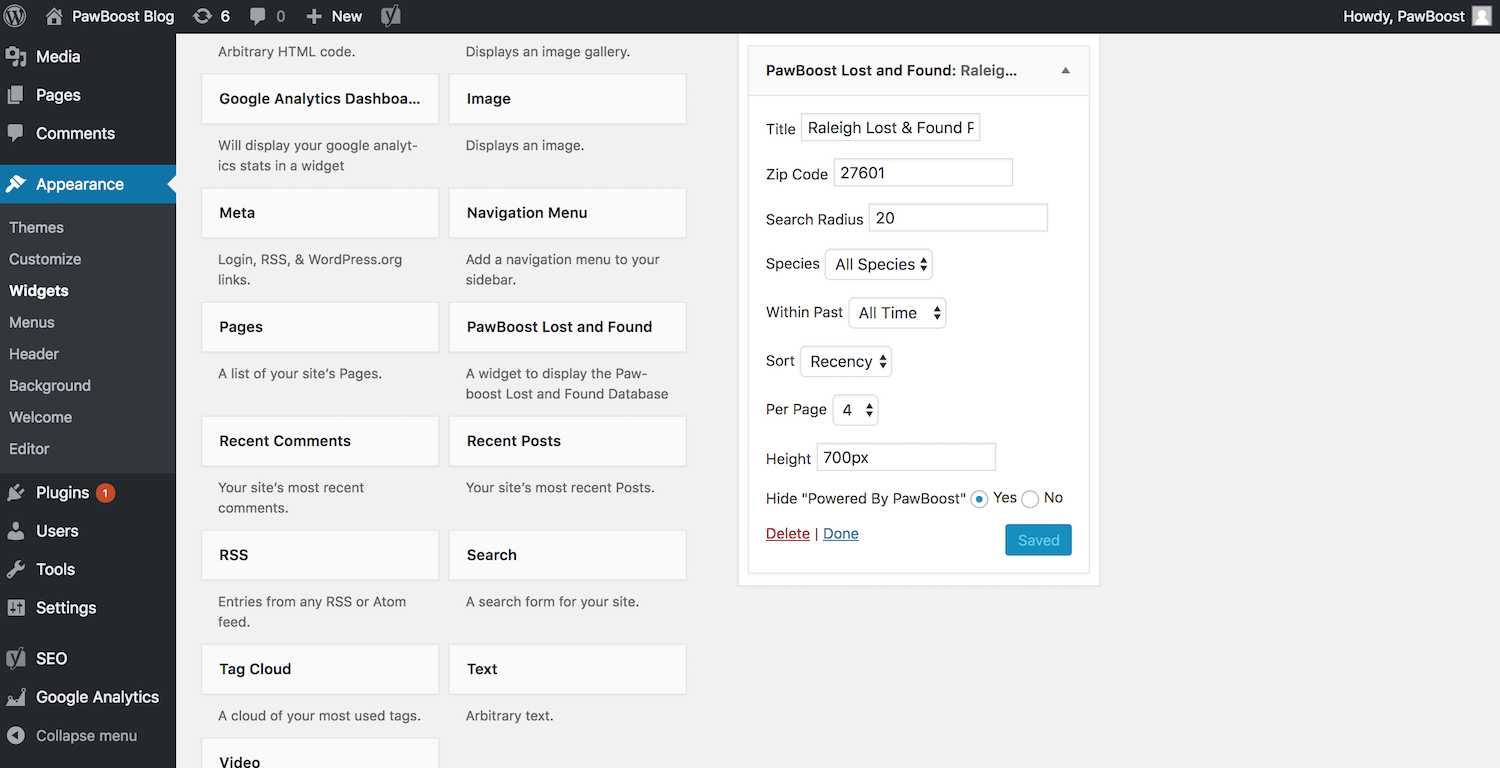 PawBoost Blog 6 0 New Howdy, PawBoost
Media
Pages
Comments
Appearance
Themes
Customize
Widgets
Menus
Header
Background
Welcome
Editor
Plugins 1
Users
Tools
Settings
SEO
Google Analytics
Collapse menu
Arbitrary HTML code.
Displays an image gallery.
Google Analytics Dashboa...
Image
Will display your google analyt-
ics stats in a widget
Displays an image.
Meta
Navigation Menu
Login, RSS, & WordPress.org
links.
Add a navigation menu to your
sidebar.
Pages
PawBoost Lost and Found
A list of your site's Pages.
A widget to display the Paw-
boost Lost and Found Database
Recent Comments
Recent Posts
Your site's most recent
comments.
Your site's most recent Posts.
RSS
Search
Entries from any RSS or Atom
feed.
A search form for your site.
Tag Cloud
Text
A cloud of your most used tags.
Arbitrary text.
Video
PawBoost Lost and Found: Raleig...
Title Raleigh Lost & Found P
Zip Code 27601
Search Radius 20
Species All Species
Within Past All Time
Sort Recency
Per Page 4
Height 700px
Hide "Powered By PawBoost" Yes No
Delete | Done
Saved